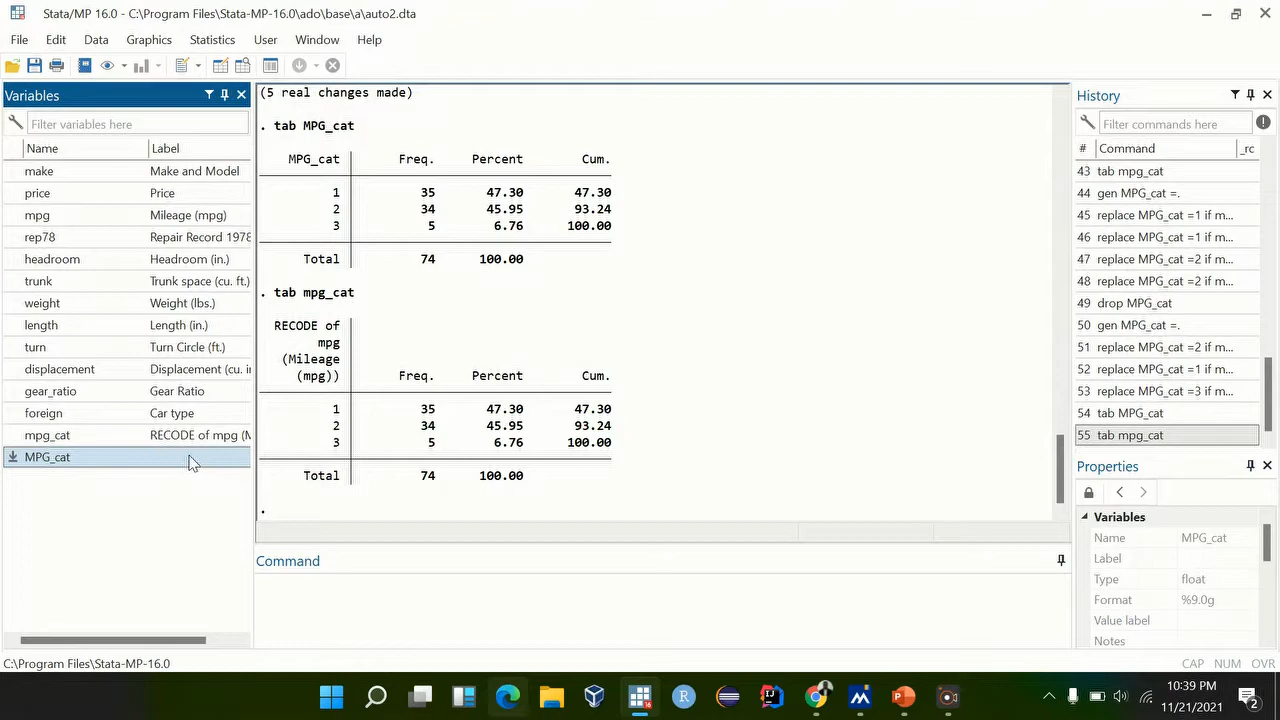 Stata/MP 16.0 - C:\Program Files\Stata-MP-16.0\ado\base\a\auto2.dta
File Edit Data Graphics Statistics User Window Help
Variables
Filter variables here
Name Label
make Make and Model
price Price
mpg Mileage (mpg)
rep78 Repair Record 1978
headroom Headroom (in.)
trunk Trunk space (cu. ft.)
weight Weight (lbs.)
length Length (in.)
turn Turn Circle (ft.)
displacement Displacement (cu. i
gear_ratio Gear Ratio
foreign Car type
mpg_cat RECODE of mpg (M
MPG_cat
(5 real changes made)
. tab MPG_cat
MPG_cat Freq. Percent Cum.
1 35 47.30 47.30
2 34 45.95 93.24
3 5 6.76 100.00
Total 74 100.00
. tab mpg_cat
RECODE of
mpg
(Mileage
(mpg)) Freq. Percent Cum.
1 35 47.30 47.30
2 34 45.95 93.24
3 5 6.76 100.00
Total 74 100.00
.
Command
History
Filter commands here
# Command _rc
43 tab mpg_cat
44 gen MPG_cat =.
45 replace MPG_cat =1 if m...
46 replace MPG_cat =1 if m...
47 replace MPG_cat =2 if m...
48 replace MPG_cat =2 if m...
49 drop MPG_cat
50 gen MPG_cat =.
51 replace MPG_cat =2 if m...
52 replace MPG_cat =1 if m...
53 replace MPG_cat =3 if m...
54 tab MPG_cat
55 tab mpg_cat
Properties
Variables
Name MPG_cat
Label
Type float
Format %9.0g
Value label
Notes
C:\Program Files\Stata-MP-16.0
CAP NUM OVR
16
R
IJ
10:39 PM
11/21/2021
2